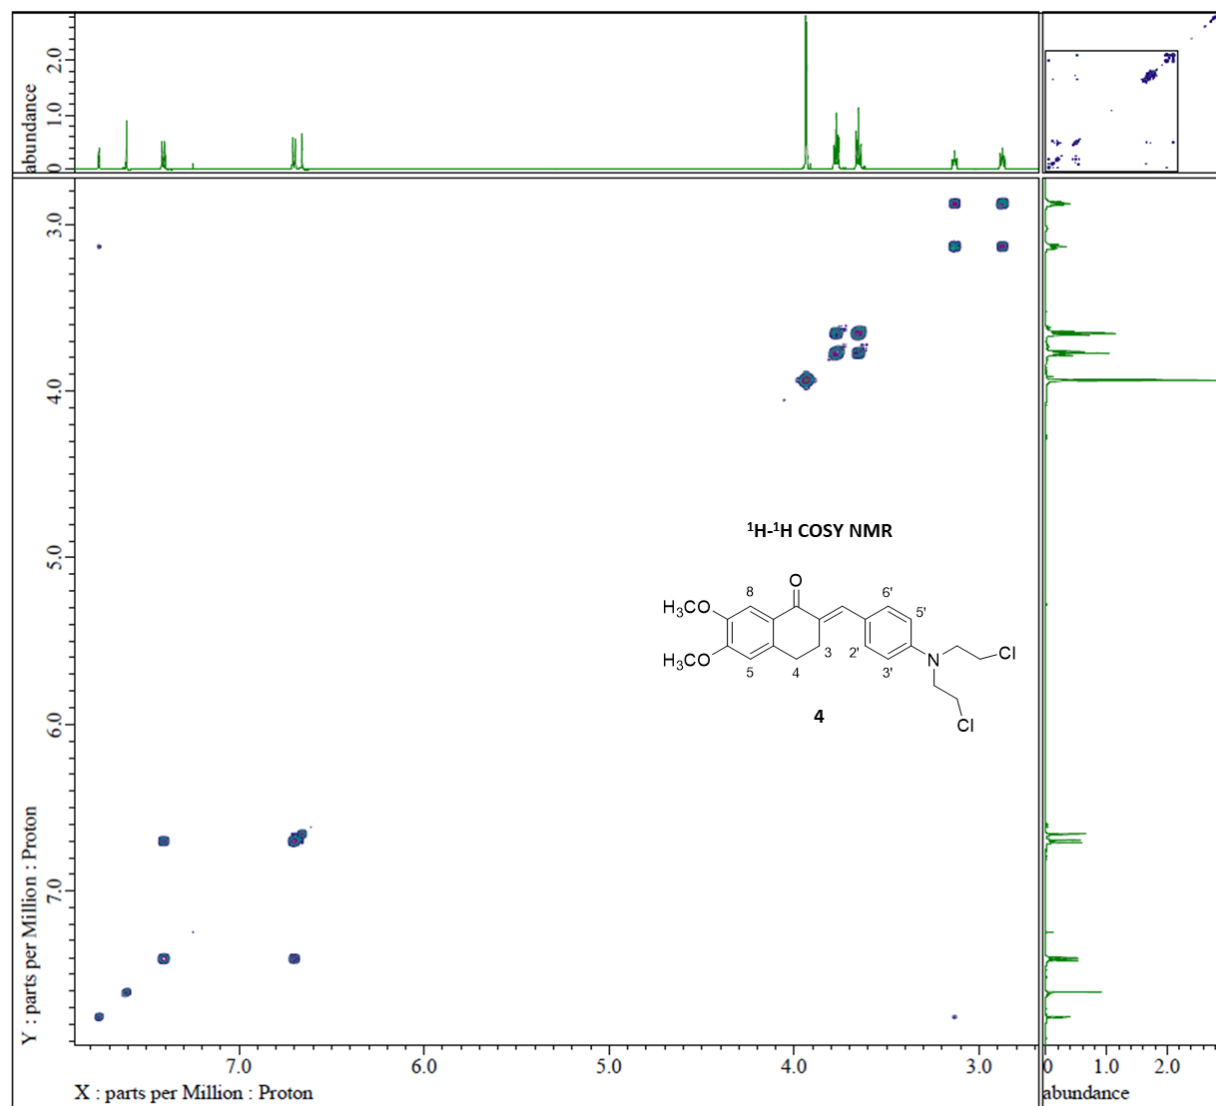 abundance
2.0
1.0
0
3.0
4.0
5.0
6.0
7.0
Y : parts per Million : Proton
¹H-¹H COSY NMR
O
8
6'
H₃CO
5'
H₃CO
5
4
3
2'
3'
N
Cl
Cl
4
7.0 6.0 5.0 4.0 3.0
X : parts per Million : Proton
0 1.0 2.0
abundance